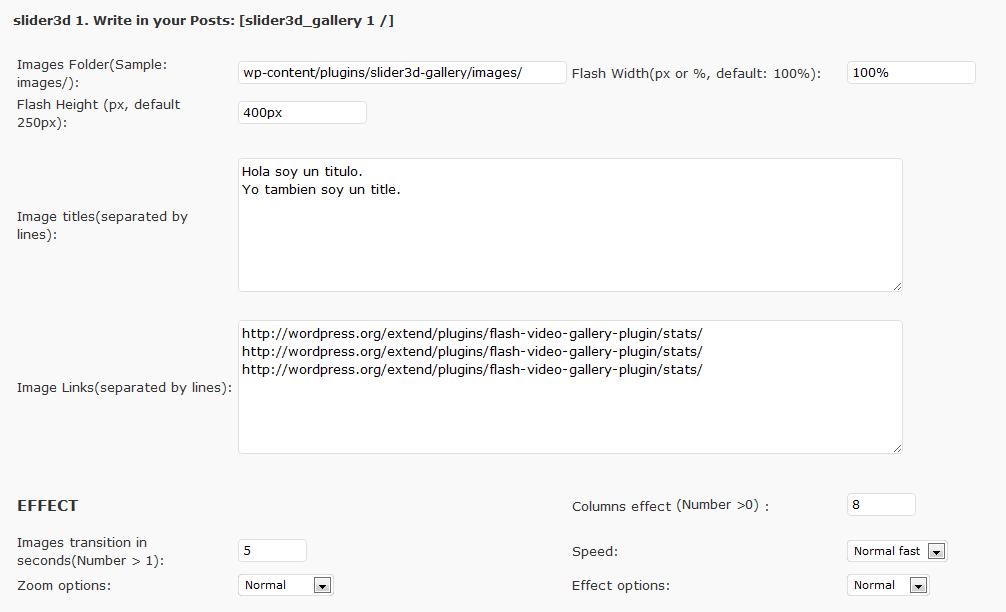 slider3d 1. Write in your Posts: [slider3d_gallery 1 /]
Images Folder(Sample:
images/):
wp-content/plugins/slider3d-gallery/images/
Flash Width(px or %, default: 100%):
100%
Flash Height (px, default
250px):
400px
Image titles(separated by
lines):
Hola soy un titulo.
Yo tambien soy un title.
Image Links(separated by lines):
http://wordpress.org/extend/plugins/flash-video-gallery-plugin/stats/
http://wordpress.org/extend/plugins/flash-video-gallery-plugin/stats/
http://wordpress.org/extend/plugins/flash-video-gallery-plugin/stats/
EFFECT
Columns effect (Number >0) :
8
Images transition in
seconds(Number > 1):
5
Speed:
Normal fast
Zoom options:
Normal
Effect options:
Normal